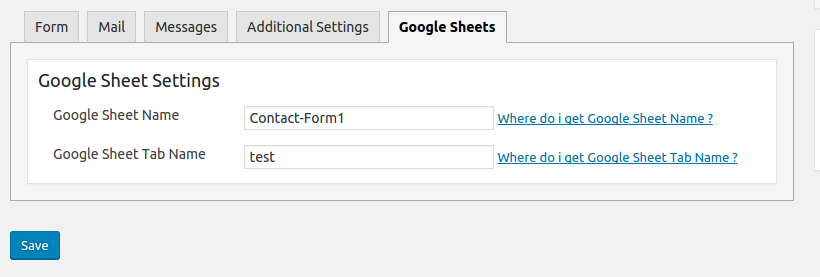 Form Mail Messages Additional Settings Google Sheets
Google Sheet Settings
Google Sheet Name Contact-Form1 Where do i get Google Sheet Name ?
Google Sheet Tab Name test Where do i get Google Sheet Tab Name ?
Save